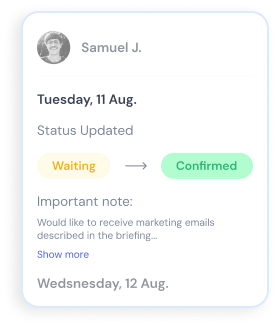 Samuel J.
Tuesday, 11 Aug.
Status Updated
Waiting → Confirmed
Important note:
Would like to receive marketing emails
described in the briefing...
Show more
Wedsnesday, 12 Aug.